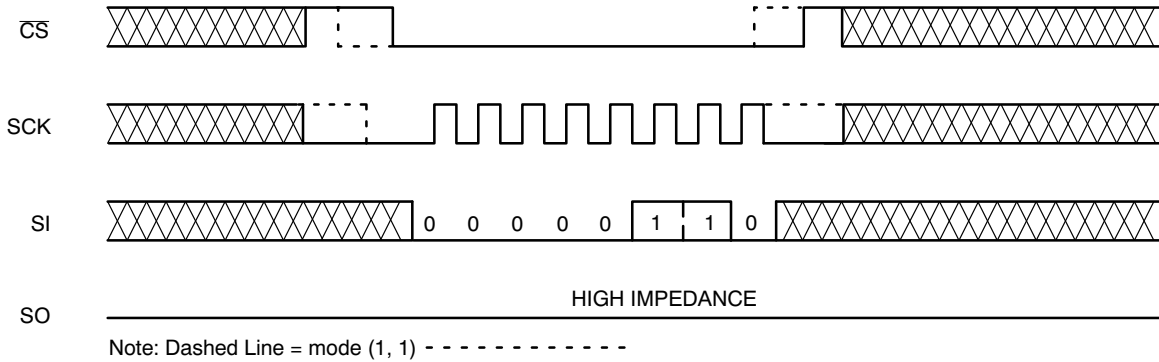 CS
SCK
SI 0 0 0 0 0 1 1 0
HIGH IMPEDANCE
SO
Note: Dashed Line = mode (1, 1) - - - - - - - - - - - -